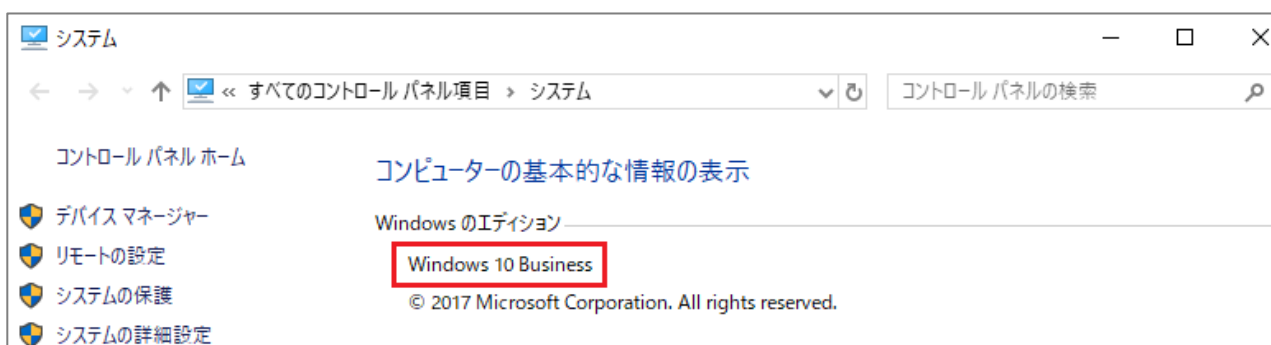 システム
« すべてのコントロール パネル項目 › システム
コントロール パネルの検索
コントロール パネル ホーム
デバイス マネージャー
リモートの設定
システムの保護
システムの詳細設定
コンピューターの基本的な情報の表示
Windows のエディション
Windows 10 Business
© 2017 Microsoft Corporation. All rights reserved.